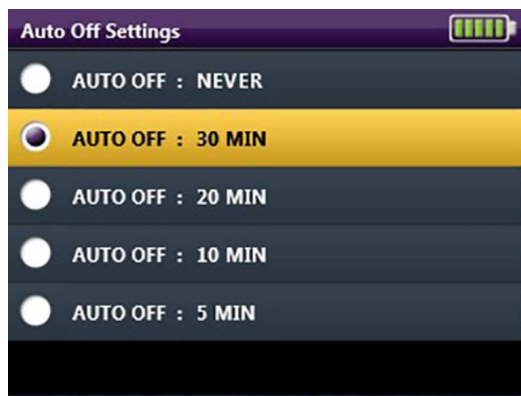 Auto Off Settings
AUTO OFF : NEVER
AUTO OFF : 30 MIN
AUTO OFF : 20 MIN
AUTO OFF : 10 MIN
AUTO OFF : 5 MIN